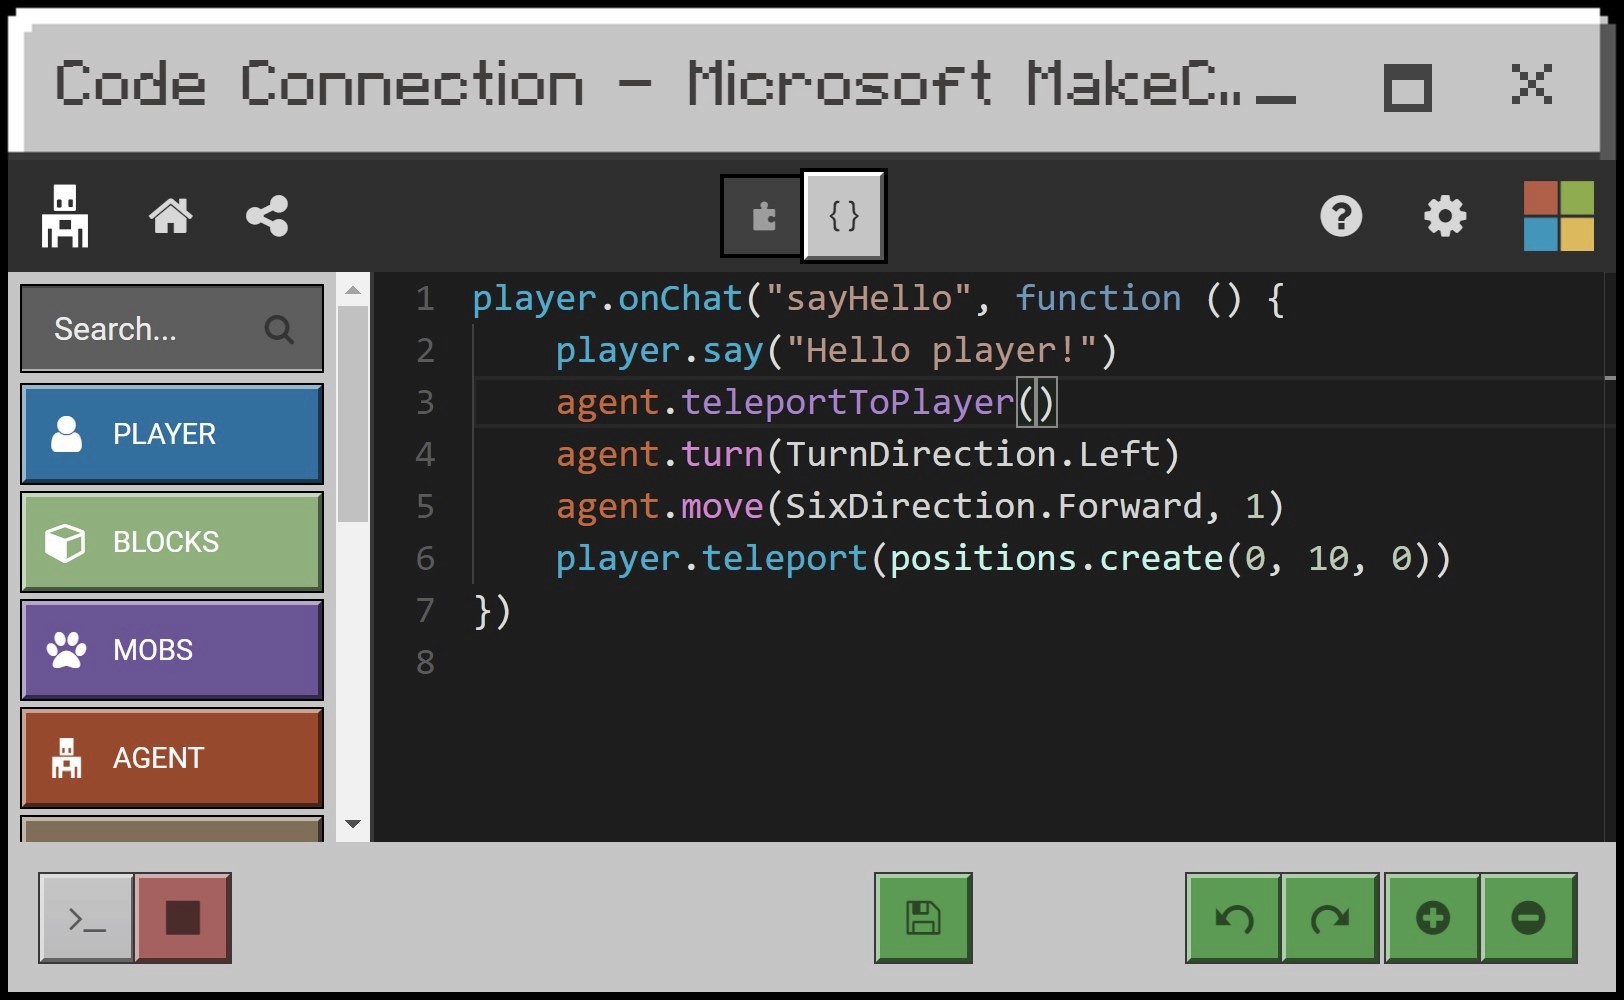 Code Connection - Microsoft MakeC...
{}
?
Search...
PLAYER
BLOCKS
MOBS
AGENT
1 player.onChat("sayHello", function () {
2 player.say("Hello player!")
3 agent.teleportToPlayer()
4 agent.turn(TurnDirection.Left)
5 agent.move(SixDirection.Forward, 1)
6 player.teleport(positions.create(0, 10, 0))
7 })
8
>_